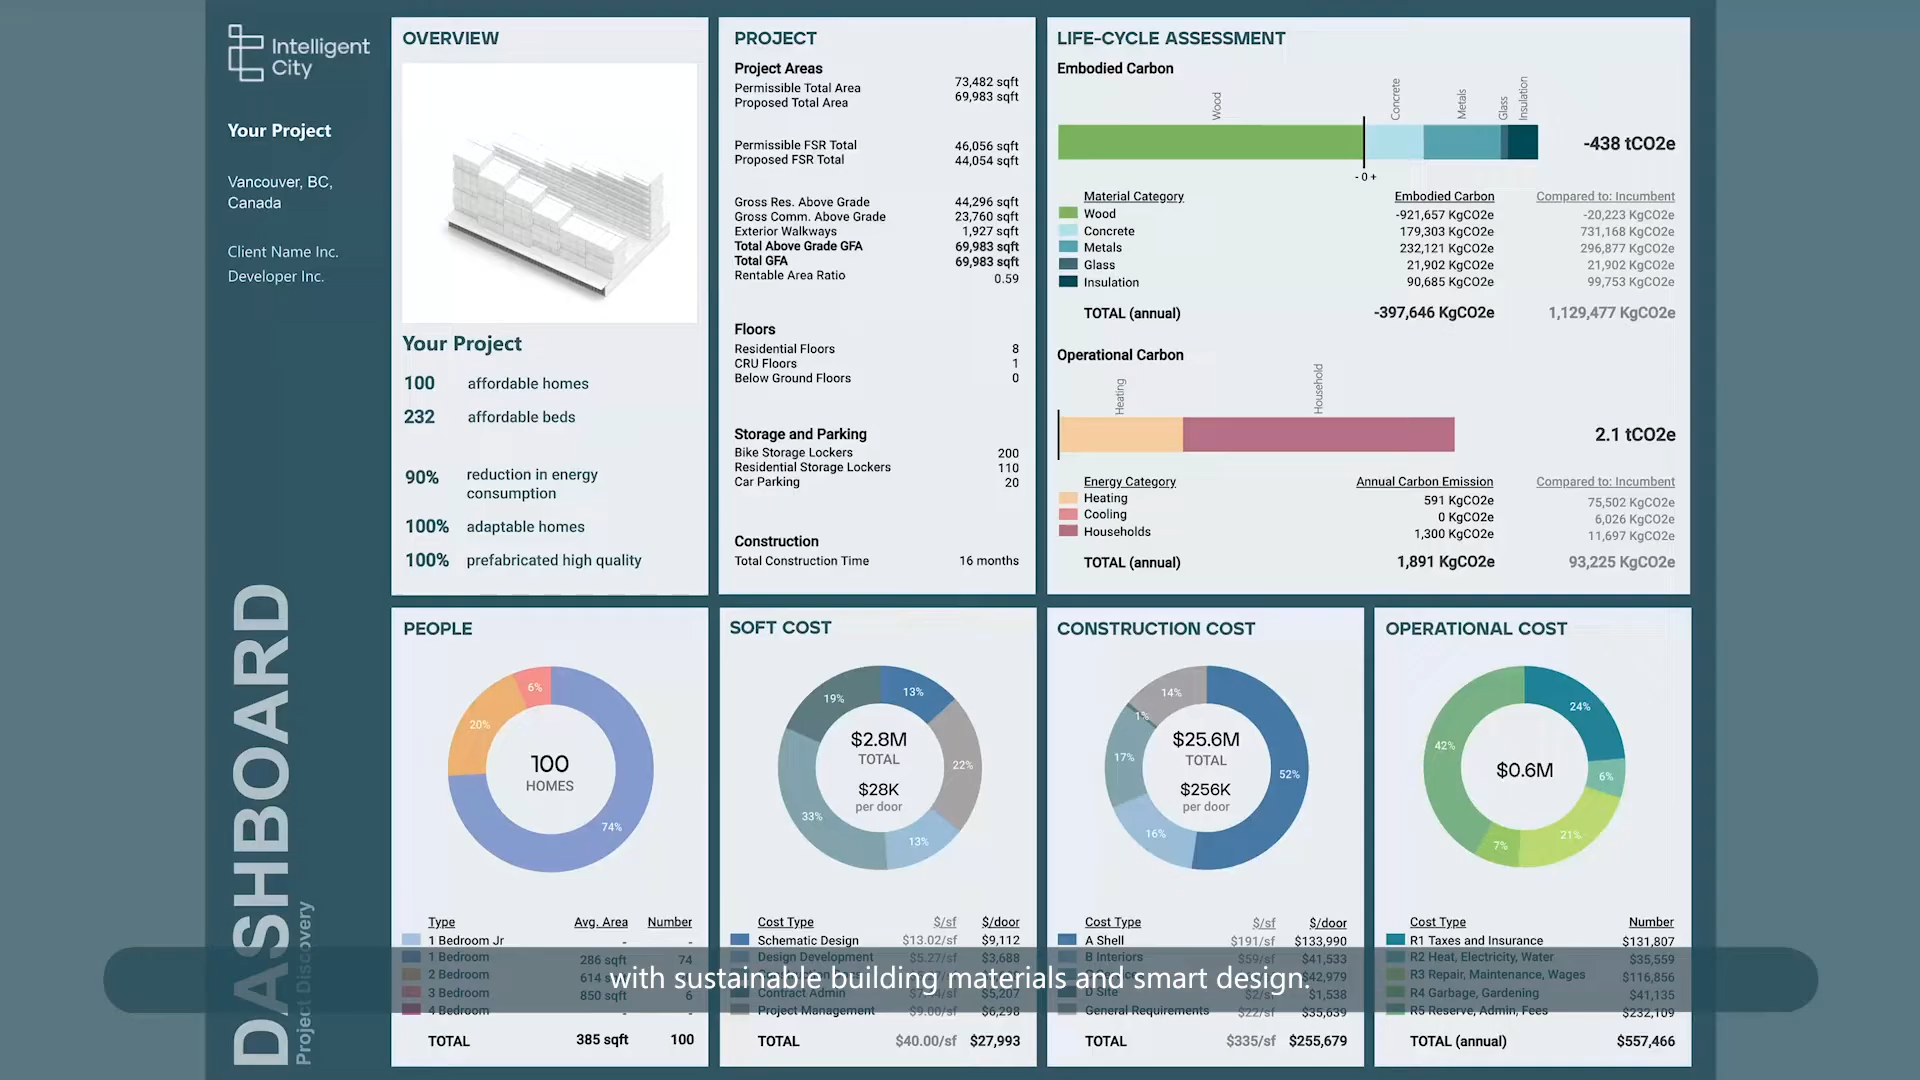 Intelligent
City
Your Project
Vancouver, BC,
Canada
Client Name Inc.
Developer Inc.
DASHBOARD
Project Discovery
OVERVIEW
Your Project
100 affordable homes
232 affordable beds
90% reduction in energy
consumption
100% adaptable homes
100% prefabricated high quality
PROJECT
Project Areas
Permissible Total Area 73,482 sqft
Proposed Total Area 69,983 sqft
Permissible FSR Total 46,056 sqft
Proposed FSR Total 44,054 sqft
Gross Res. Above Grade 44,296 sqft
Gross Comm. Above Grade 23,760 sqft
Exterior Walkways 1,927 sqft
Total Above Grade GFA 69,983 sqft
Total GFA 69,983 sqft
Rentable Area Ratio 0.59
Floors
Residential Floors 8
CRU Floors 1
Below Ground Floors 0
Storage and Parking
Bike Storage Lockers 200
Residential Storage Lockers 110
Car Parking 20
Construction
Total Construction Time 16 months
LIFE-CYCLE ASSESSMENT
Embodied Carbon
Wood Concrete Metals Glass Insulation
-438 tCO2e
- 0 +
Material Category Embodied Carbon Compared to: Incumbent
Wood -921,657 KgCO2e -20,223 KgCO2e
Concrete 179,303 KgCO2e 731,168 KgCO2e
Metals 232,121 KgCO2e 296,877 KgCO2e
Glass 21,902 KgCO2e 21,902 KgCO2e
Insulation 90,685 KgCO2e 99,753 KgCO2e
TOTAL (annual) -397,646 KgCO2e 1,129,477 KgCO2e
Operational Carbon
Heating Household
2.1 tCO2e
Energy Category Annual Carbon Emission Compared to: Incumbent
Heating 591 KgCO2e 75,502 KgCO2e
Cooling 0 KgCO2e 6,026 KgCO2e
Households 1,300 KgCO2e 11,697 KgCO2e
TOTAL (annual) 1,891 KgCO2e 93,225 KgCO2e
PEOPLE
6%
20%
74%
100
HOMES
Type Avg. Area Number
1 Bedroom Jr - -
1 Bedroom 286 sqft 74
2 Bedroom 614
3 Bedroom 850 sqft 6
4 Bedroom - -
TOTAL 385 sqft 100
SOFT COST
19% 13%
22%
33%
13%
$2.8M
TOTAL
$28K
per door
Cost Type $/sf $/door
Schematic Design $13.02/sf $9,112
Design Development $5.27/sf $3,688
Contract Admin $5,207
Project Management $9.00/sf $6,298
TOTAL $40.00/sf $27,993
CONSTRUCTION COST
14%
1%
17%
52%
16%
$25.6M
TOTAL
$256K
per door
Cost Type $/sf $/door
A Shell $191/sf $133,990
B Interiors $59/sf $41,533
$42,979
D Site $2/sf $1,538
General Requirements $22/sf $35,639
TOTAL $335/sf $255,679
OPERATIONAL COST
24%
42%
6%
21%
7%
$0.6M
Cost Type Number
R1 Taxes and Insurance $131,807
R2 Heat, Electricity, Water $35,559
R3 Repair, Maintenance, Wages $116,856
R4 Garbage, Gardening $41,135
R5 Reserve, Admin, Fees $232,109
TOTAL (annual) $557,466
with sustainable building materials and smart design.